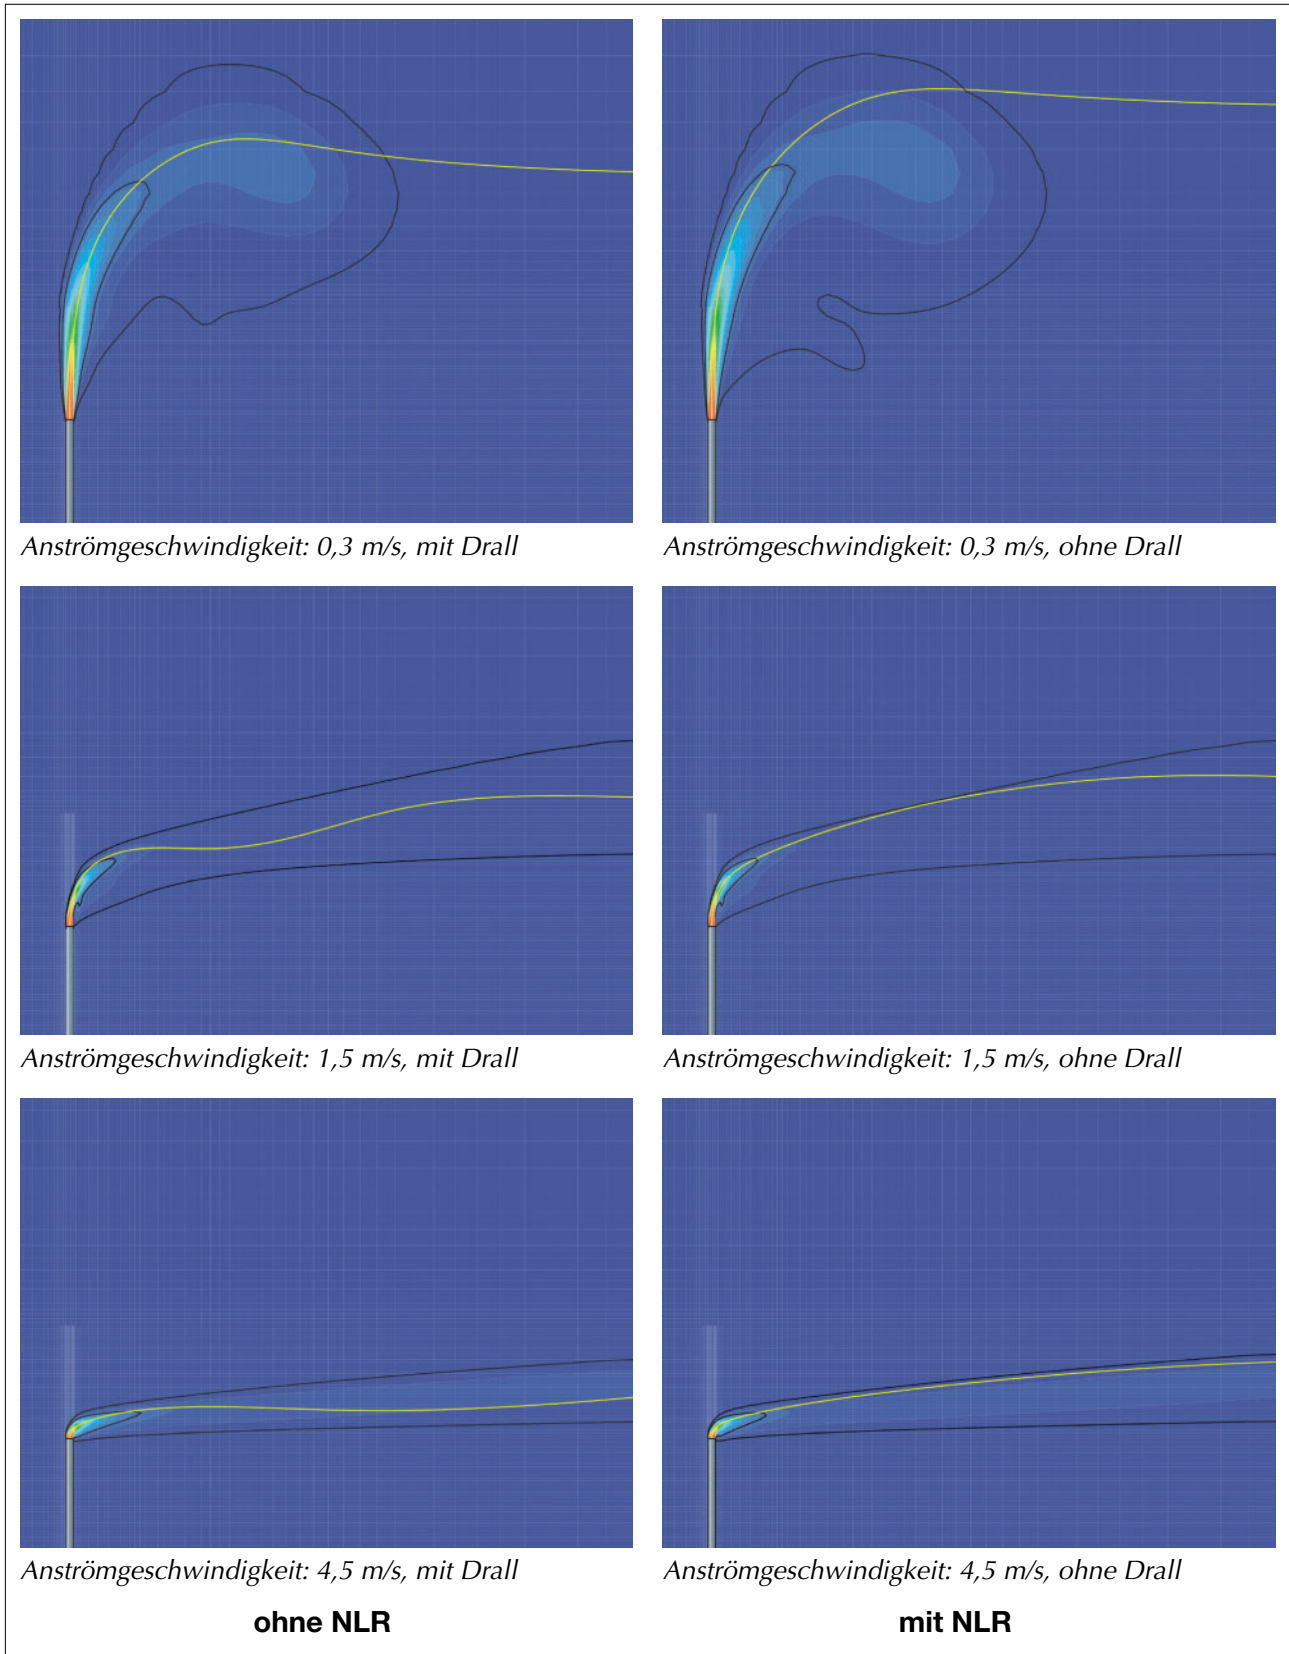 Anströmgeschwindigkeit: 0,3 m/s, mit Drall
Anströmgeschwindigkeit: 0,3 m/s, ohne Drall
Anströmgeschwindigkeit: 1,5 m/s, mit Drall
Anströmgeschwindigkeit: 1,5 m/s, ohne Drall
Anströmgeschwindigkeit: 4,5 m/s, mit Drall
Anströmgeschwindigkeit: 4,5 m/s, ohne Drall
ohne NLR
mit NLR